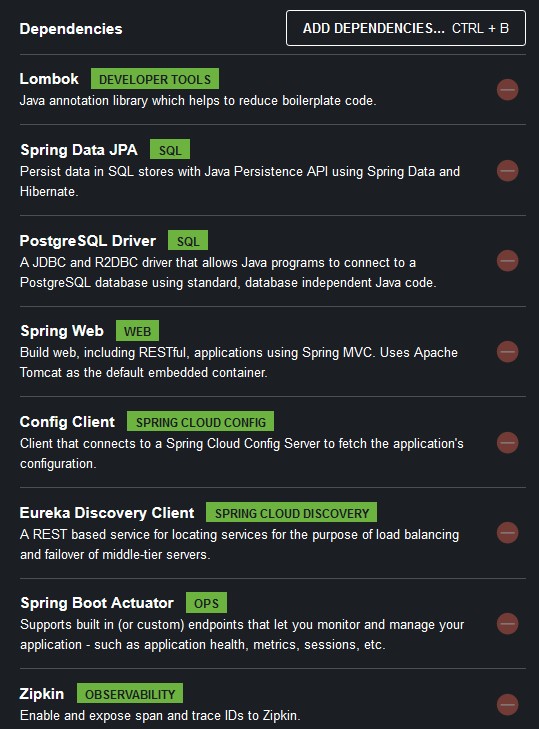 Dependencies ADD DEPENDENCIES... CTRL + B
Lombok DEVELOPER TOOLS
Java annotation library which helps to reduce boilerplate code.
Spring Data JPA SQL
Persist data in SQL stores with Java Persistence API using Spring Data and
Hibernate.
PostgreSQL Driver SQL
A JDBC and R2DBC driver that allows Java programs to connect to a
PostgreSQL database using standard, database independent Java code.
Spring Web WEB
Build web, including RESTful, applications using Spring MVC. Uses Apache
Tomcat as the default embedded container.
Config Client SPRING CLOUD CONFIG
Client that connects to a Spring Cloud Config Server to fetch the application's
configuration.
Eureka Discovery Client SPRING CLOUD DISCOVERY
A REST based service for locating services for the purpose of load balancing
and failover of middle-tier servers.
Spring Boot Actuator OPS
Supports built in (or custom) endpoints that let you monitor and manage your
application - such as application health, metrics, sessions, etc.
Zipkin OBSERVABILITY
Enable and expose span and trace IDs to Zipkin.